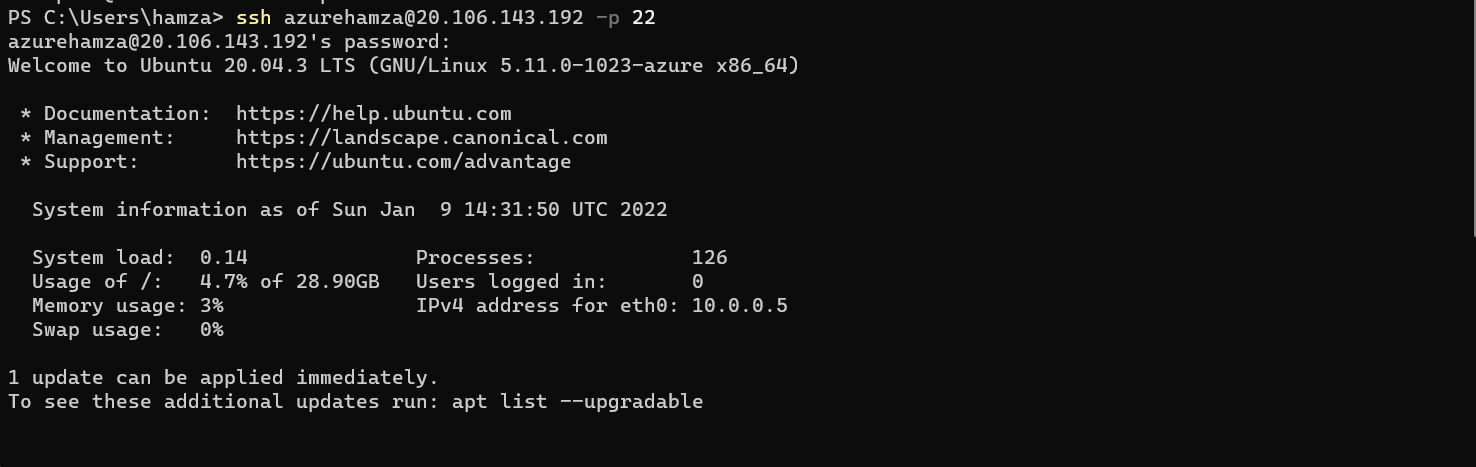 PS C:\Users\hamza> ssh azurehamza@20.106.143.192 -p 22
azurehamza@20.106.143.192's password:
Welcome to Ubuntu 20.04.3 LTS (GNU/Linux 5.11.0-1023-azure x86_64)

 * Documentation:  https://help.ubuntu.com
 * Management:     https://landscape.canonical.com
 * Support:        https://ubuntu.com/advantage

  System information as of Sun Jan  9 14:31:50 UTC 2022

  System load:  0.14              Processes:             126
  Usage of /:   4.7% of 28.90GB   Users logged in:       0
  Memory usage: 3%                IPv4 address for eth0: 10.0.0.5
  Swap usage:   0%

1 update can be applied immediately.
To see these additional updates run: apt list --upgradable